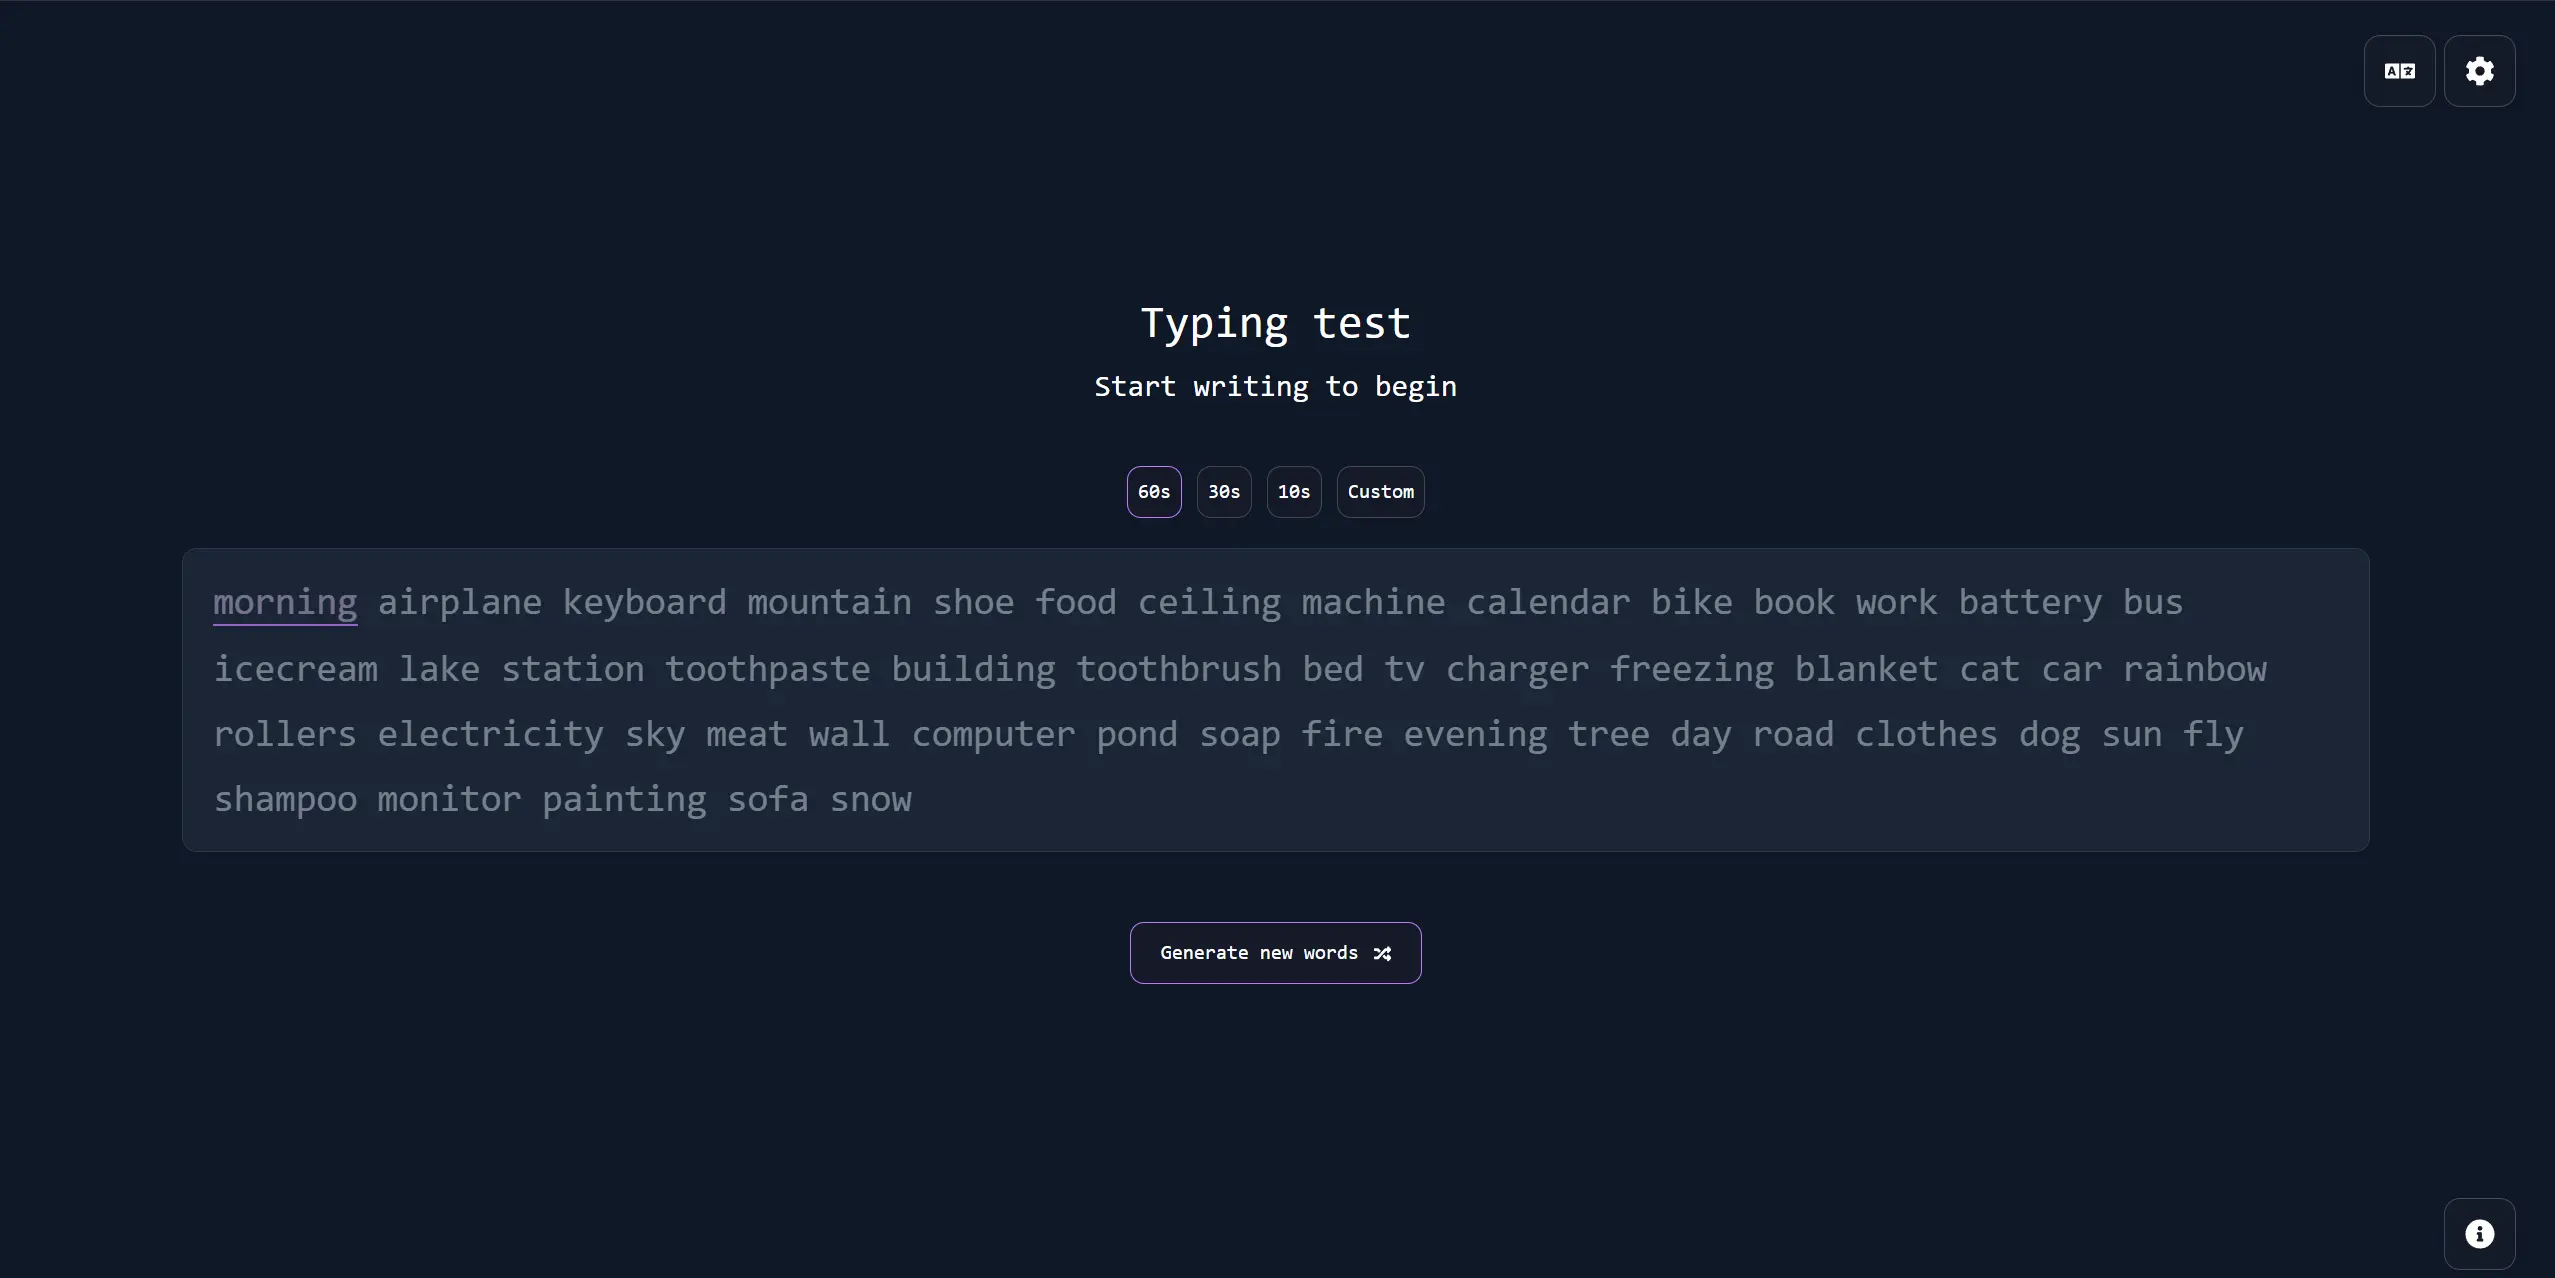 Typing test
Start writing to begin
60s 30s 10s Custom
morning airplane keyboard mountain shoe food ceiling machine calendar bike book work battery bus
icecream lake station toothpaste building toothbrush bed tv charger freezing blanket cat car rainbow
rollers electricity sky meat wall computer pond soap fire evening tree day road clothes dog sun fly
shampoo monitor painting sofa snow
Generate new words